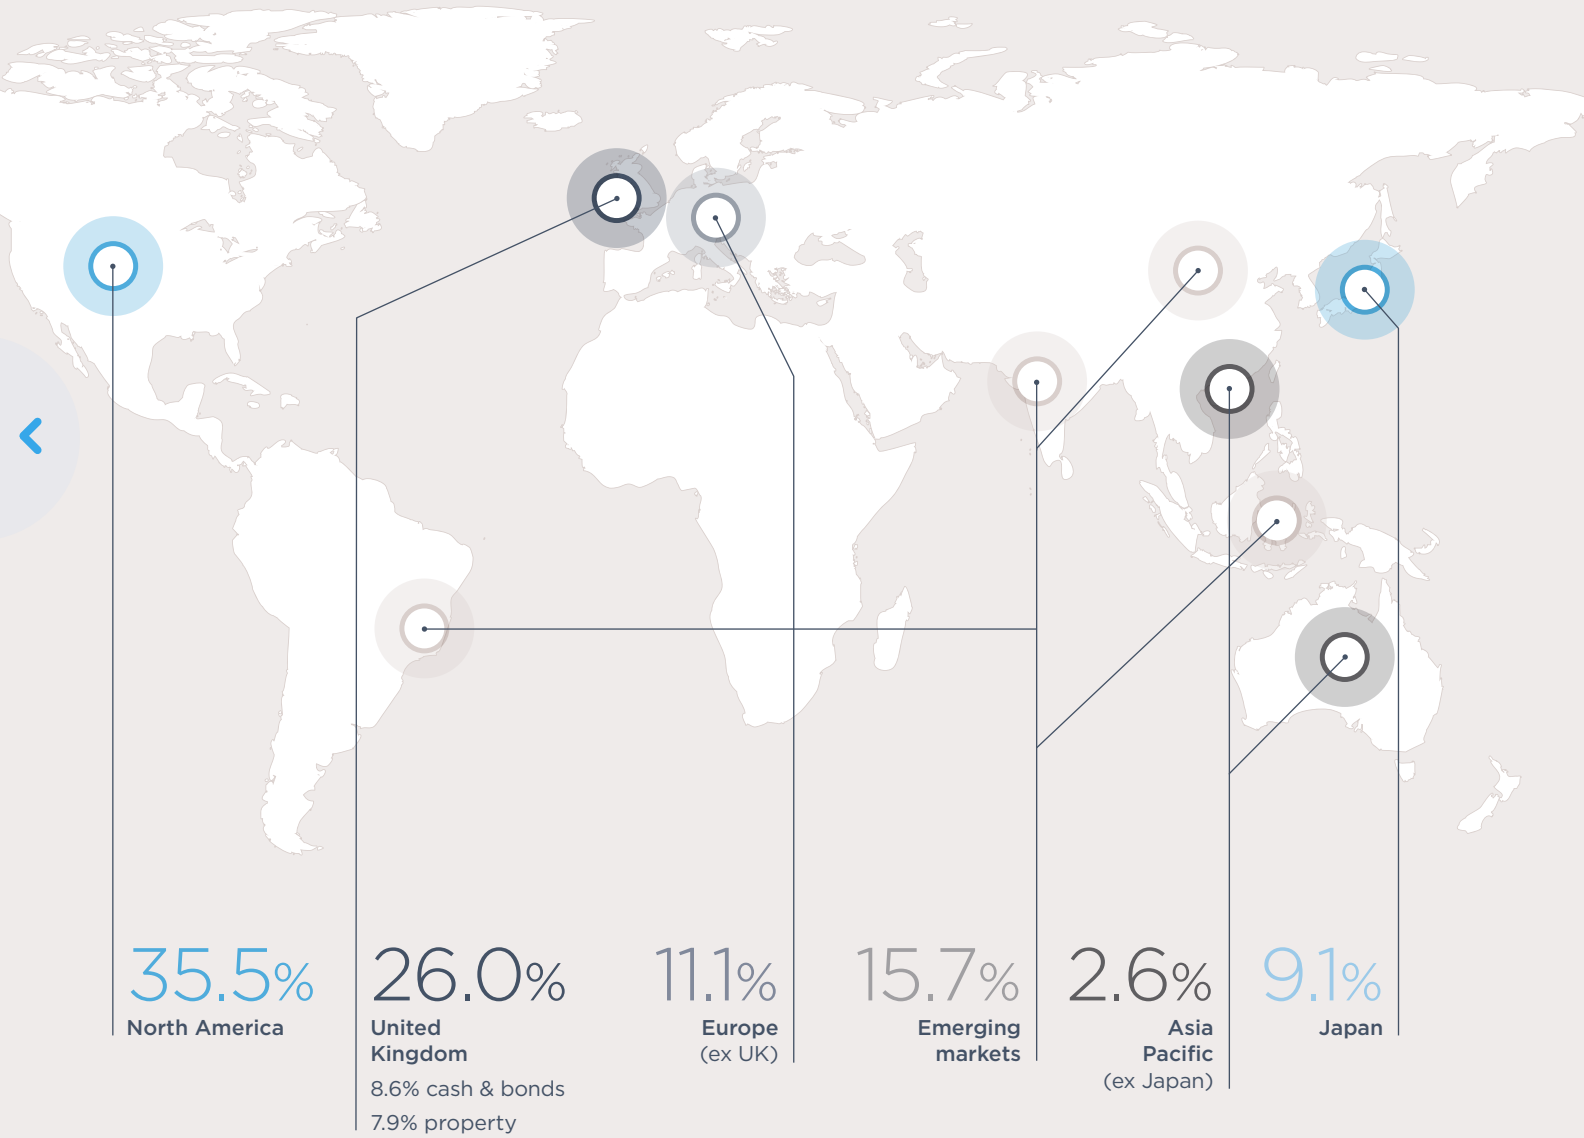 35.5%
North America
26.0%
United
Kingdom
8.6% cash & bonds
7.9% property
11.1%
Europe
(ex UK)
15.7%
Emerging
markets
2.6%
Asia
Pacific
(ex Japan)
9.1%
Japan